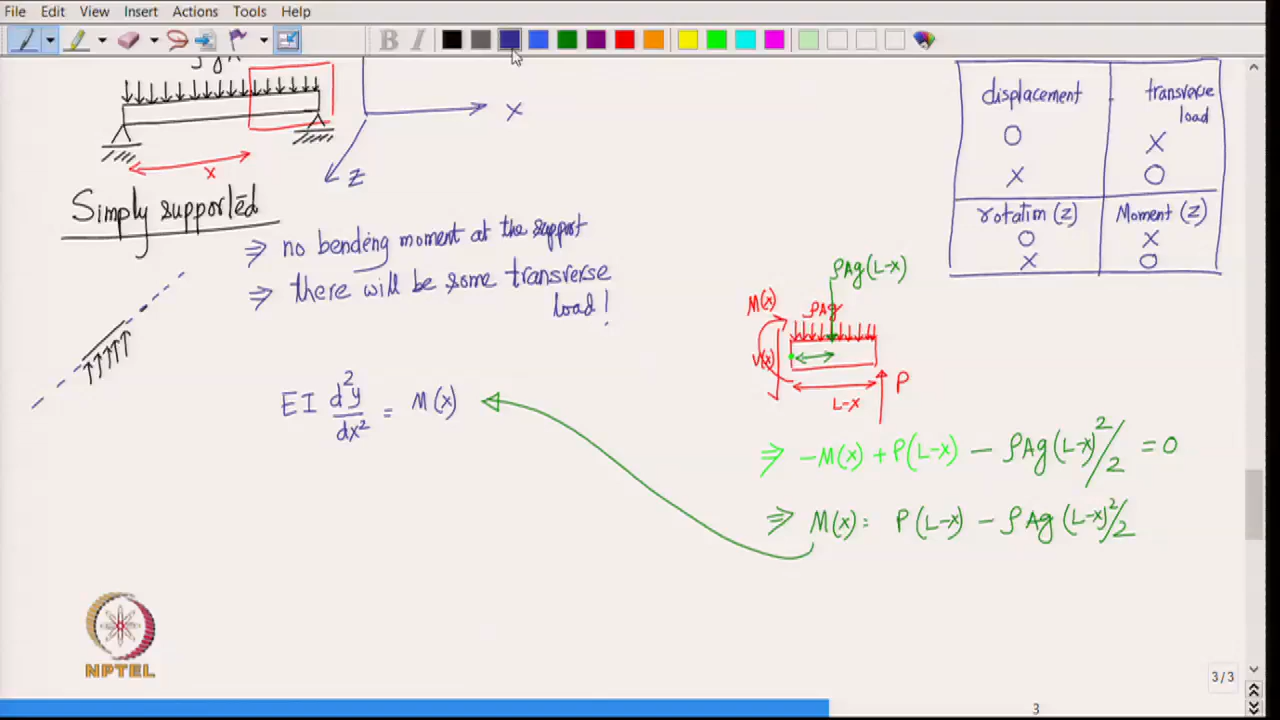 File Edit View Insert Actions Tools Help
B I
x
X
Z
Simply supported
⇒ no bending moment at the support
⇒ there will be some transverse
load!
EI d²y/dx² = M(x)
displacement
transverse
load
O X
X O
rotation (z) Moment (z)
O X
X O
ρAg(L-x)
M(x)
ρAg
V(x)
P
L-x
⇒ -M(x) + P(L-x) - ρAg(L-x)²/2 = 0
⇒ M(x) = P(L-x) - ρAg(L-x)²/2
NPTEL
3/3
3